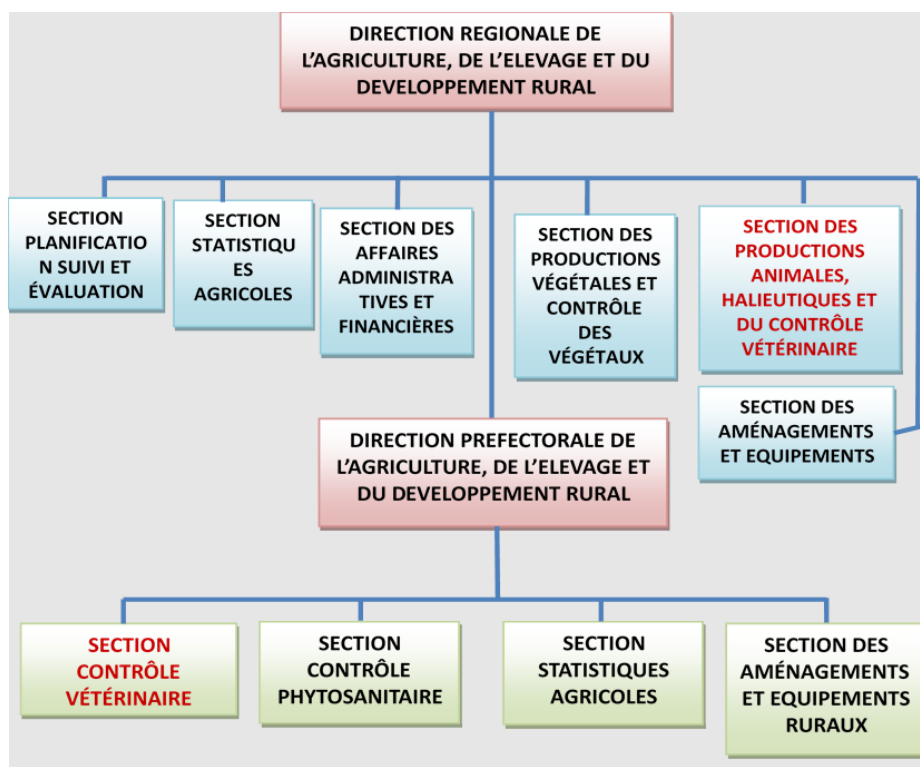 DIRECTION REGIONALE DE
L'AGRICULTURE, DE L'ELEVAGE ET DU
DEVELOPPEMENT RURAL
SECTION
PLANIFICATIO
N SUIVI ET
ÉVALUATION
SECTION
STATISTIQU
ES
AGRICOLES
SECTION DES
AFFAIRES
ADMINISTRA
TIVES ET
FINANCIÈRES
SECTION DES
PRODUCTIONS
VÉGÉTALES ET
CONTRÔLE
DES
VÉGÉTAUX
SECTION DES
PRODUCTIONS
ANIMALES,
HALIEUTIQUES ET
DU CONTRÔLE
VÉTÉRINAIRE
SECTION DES
AMÉNAGEMENTS
ET EQUIPEMENTS
DIRECTION PREFECTORALE DE
L'AGRICULTURE, DE L'ELEVAGE ET
DU DEVELOPPEMENT RURAL
SECTION
CONTRÔLE
VÉTÉRINAIRE
SECTION
CONTRÔLE
PHYTOSANITAIRE
SECTION
STATISTIQUES
AGRICOLES
SECTION DES
AMÉNAGEMENTS
ET EQUIPEMENTS
RURAUX